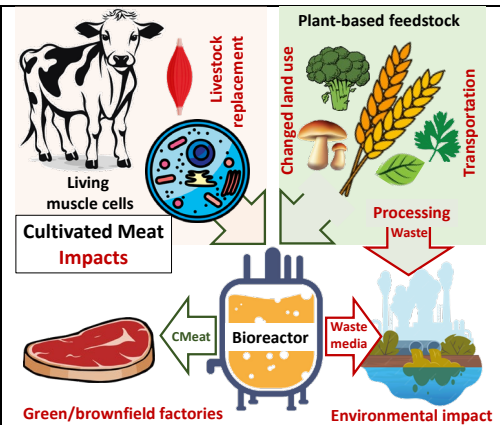 Plant-based feedstock
Livestock
replacement
Changed land use
Transportation
Living
muscle cells
Processing
Waste
Cultivated Meat
Impacts
CMeat
Bioreactor
Waste
media
Green/brownfield factories
Environmental impact